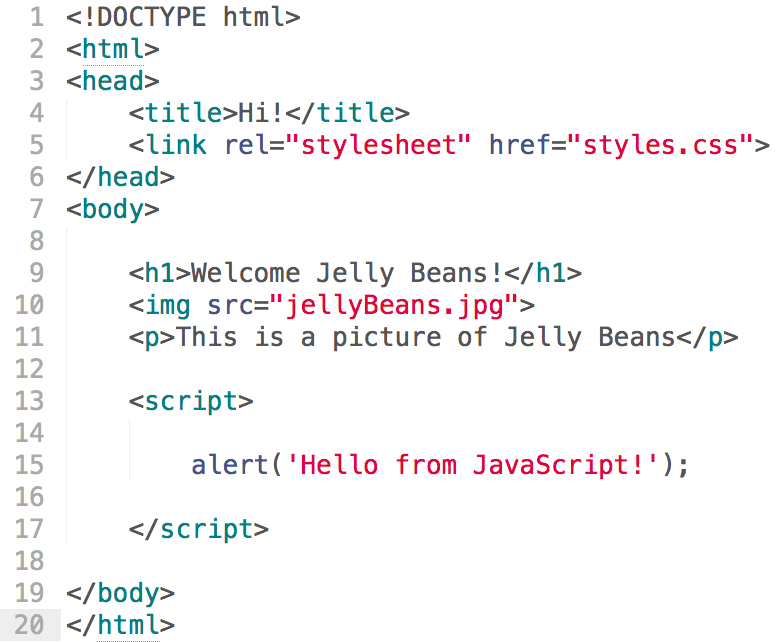 1 <!DOCTYPE html>
2 <html>
3 <head>
4     <title>Hi!</title>
5     <link rel="stylesheet" href="styles.css">
6 </head>
7 <body>
8
9     <h1>Welcome Jelly Beans!</h1>
10     <img src="jellyBeans.jpg">
11     <p>This is a picture of Jelly Beans</p>
12
13     <script>
14
15         alert('Hello from JavaScript!');
16
17     </script>
18
19 </body>
20 </html>